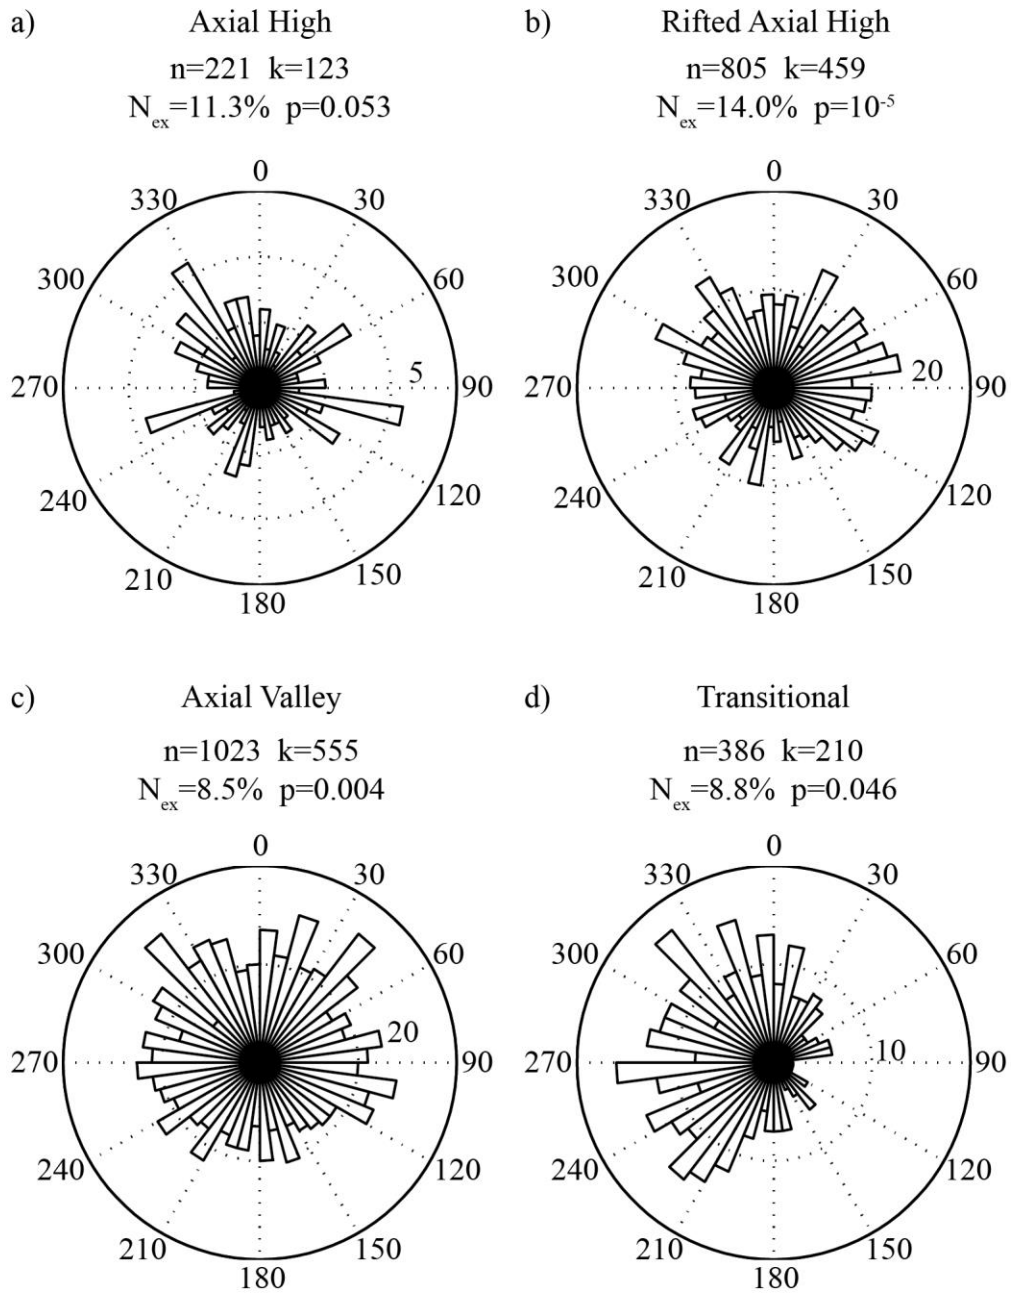 a) Axial High
n=221 k=123
Nex=11.3% p=0.053
0
330 30
300 60
5
270 90
240 120
210 150
180
b) Rifted Axial High
n=805 k=459
Nex=14.0% p=10-5
0
330 30
300 60
20
270 90
240 120
210 150
180
c) Axial Valley
n=1023 k=555
Nex=8.5% p=0.004
0
330 30
300 60
20
270 90
240 120
210 150
180
d) Transitional
n=386 k=210
Nex=8.8% p=0.046
0
330 30
300 60
10
270 90
240 120
210 150
180